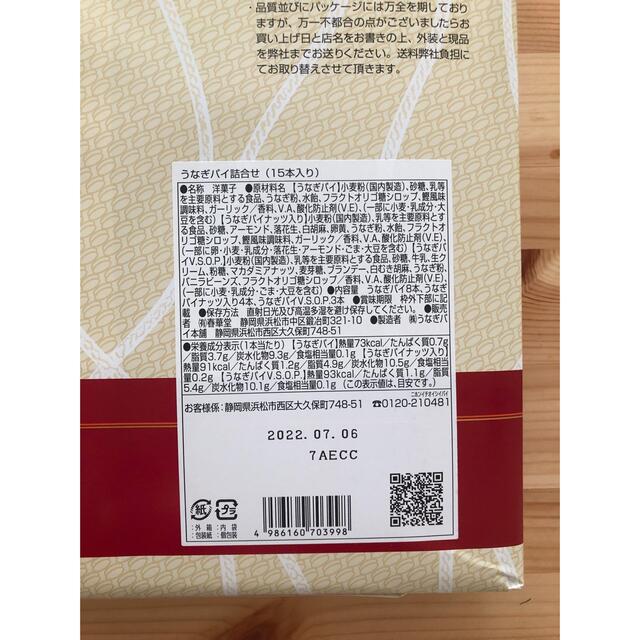 ・品質並びにパッケージには万全を期しており
ますが、万一不都合の点がございましたらお
買い上げ日と店名をお書きの上、外装と現品
を弊社までお送りください。送料弊社負担に
てお取り替えさせて頂きます。
うなぎパイ詰合せ(15本入り)
●名称 洋菓子 ●原材料名 【うなぎパイ】小麦粉(国内製造)、砂糖、乳等
を主要原料とする食品、うなぎ粉、水飴、フラクトオリゴ糖シロップ、鰹風味
調味料、ガーリック/香料、V.A、酸化防止剤(V.E)、(一部に小麦・乳成分・大
豆を含む)【うなぎパイナッツ入り】小麦粉(国内製造)、乳等を主要原料とす
る食品、砂糖、アーモンド、落花生、白胡麻、卵黄、うなぎ粉、水飴、フラクトオ
リゴ糖シロップ、鰹風味調味料、ガーリック/香料、V.A、酸化防止剤(V.E)、
(一部に卵・小麦・乳成分・落花生・アーモンド・ごま・大豆を含む)【うなぎパ
イV.S.O.P.】小麦粉(国内製造)、乳等を主要原料とする食品、砂糖、牛乳、生ク
リーム、粉糖、マカダミアナッツ、麦芽糖、ブランデー、白むき胡麻、うなぎ粉、
バニラビーンズ、フラクトオリゴ糖シロップ/香料、V.A、酸化防止剤(V.E)、
(一部に小麦・乳成分・ごま・大豆を含む) ●内容量 うなぎパイ8本、うなぎ
パイナッツ入り4本、うなぎパイV.S.O.P.3本 ●賞味期限 枠外下部に記
載 ●保存方法 直射日光及び高温多湿を避け保存してください。 ●販売
者 (有)春華堂 静岡県浜松市中区鍛冶町321-10 ●製造者 (株)うなぎパ
イ本舗 静岡県浜松市西区大久保町748-51
●栄養成分表示(1本当たり)【うなぎパイ】熱量73kcal/たんぱく質0.7g
/脂質3.7g/炭水化物9.3g/食塩相当量0.1g【うなぎパイナッツ入り】
熱量91kcal/たんぱく質1.2g/脂質4.9g/炭水化物10.5g/食塩相当
量0.2g【うなぎパイV.S.O.P.】熱量93kcal/たんぱく質1.1g/脂質
5.4g/炭水化物10.1g/食塩相当量0.1g (この表示値は、目安です。)
ニホンイチオイシイパイ
お客様係:静岡県浜松市西区大久保町748-51 ☎0120-210481
2022.07.06
7AECC
紙 プラ
:外 箱 :内 袋
:包装紙 :個包装
4 986160 703998